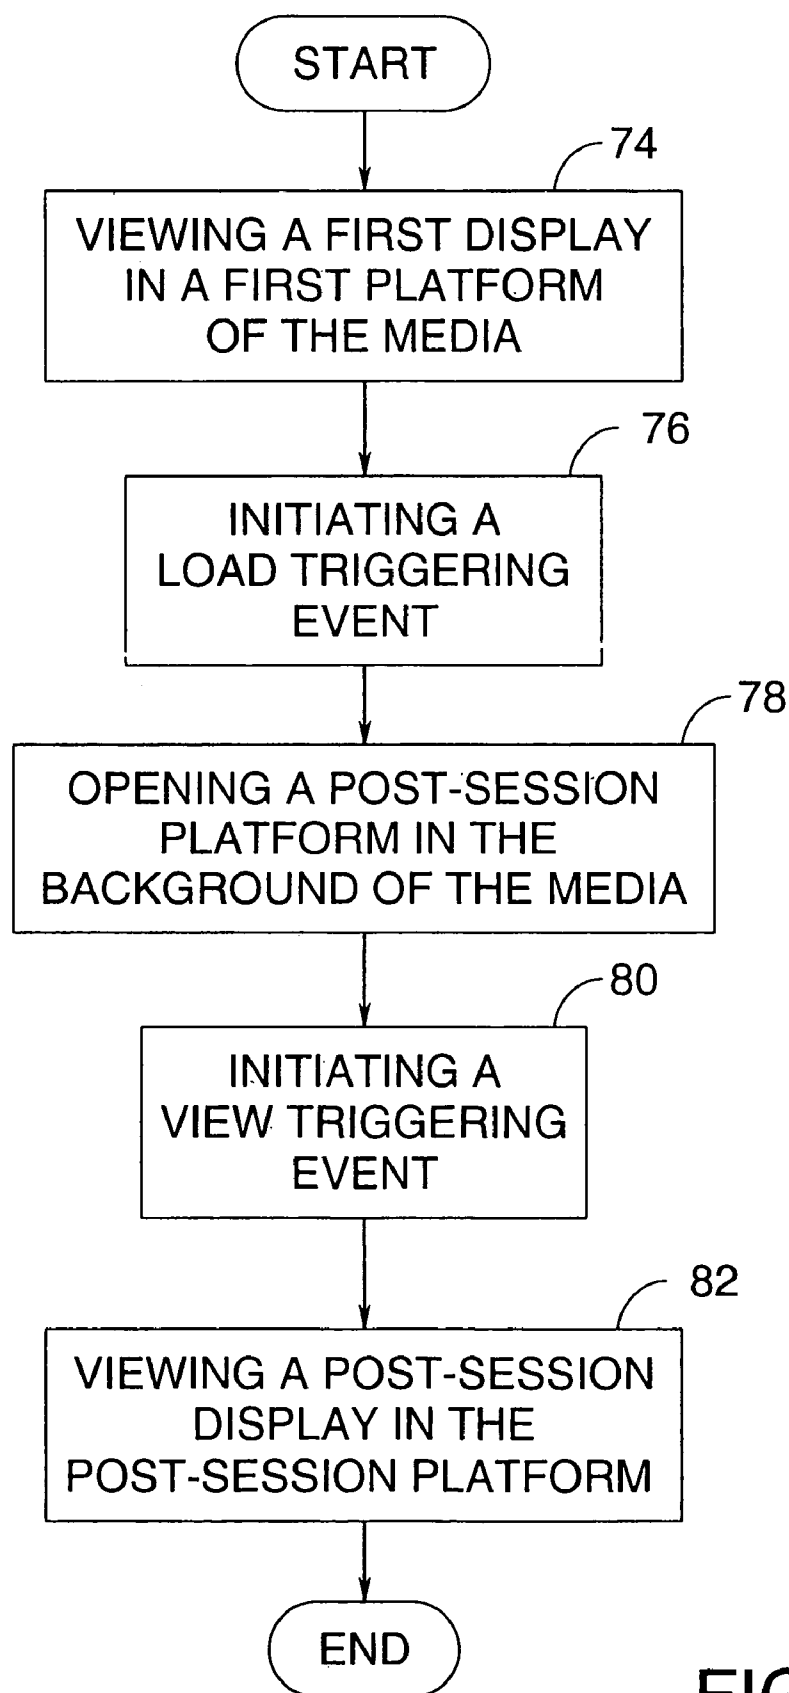 START
74
VIEWING A FIRST DISPLAY
IN A FIRST PLATFORM
OF THE MEDIA
76
INITIATING A
LOAD TRIGGERING
EVENT
78
OPENING A POST-SESSION
PLATFORM IN THE
BACKGROUND OF THE MEDIA
80
INITIATING A
VIEW TRIGGERING
EVENT
82
VIEWING A POST-SESSION
DISPLAY IN THE
POST-SESSION PLATFORM
END